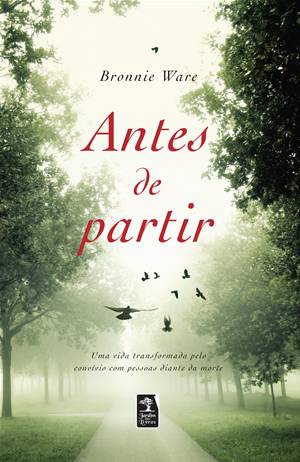 Bronnie Ware
Antes
de
partir
Uma vida transformada pelo
convívio com pessoas diante da morte
Jardim
dos
Livros